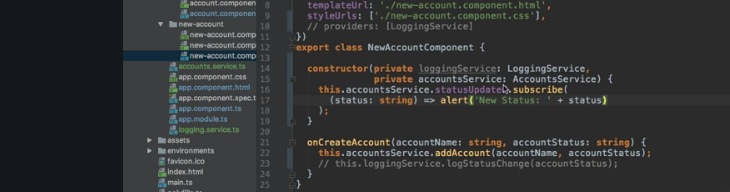 account.component
account.component
new-account
new-account.comp
new-account.comp
new-account.comp
accounts.service.ts
app.component.css
app.component.html
app.component.spec.t
app.component.ts
app.module.ts
logging.service.ts
assets
environments
favicon.ico
index.html
main.ts
8 templateUrl: './new-account.component.html',
9 styleUrls: ['./new-account.component.css'],
10 // providers: [LoggingService]
11 })
12 export class NewAccountComponent {
13
14 constructor(private loggingService: LoggingService,
15 private accountsService: AccountsService) {
16 this.accountsService.statusUpdate .subscribe(
17 (status: string) => alert('New Status: ' + status)
18 );
19 }
20
21 onCreateAccount(accountName: string, accountStatus: string) {
22 this.accountsService.addAccount(accountName, accountStatus);
23 // this.loggingService.logStatusChange(accountStatus);
24 }
25 }